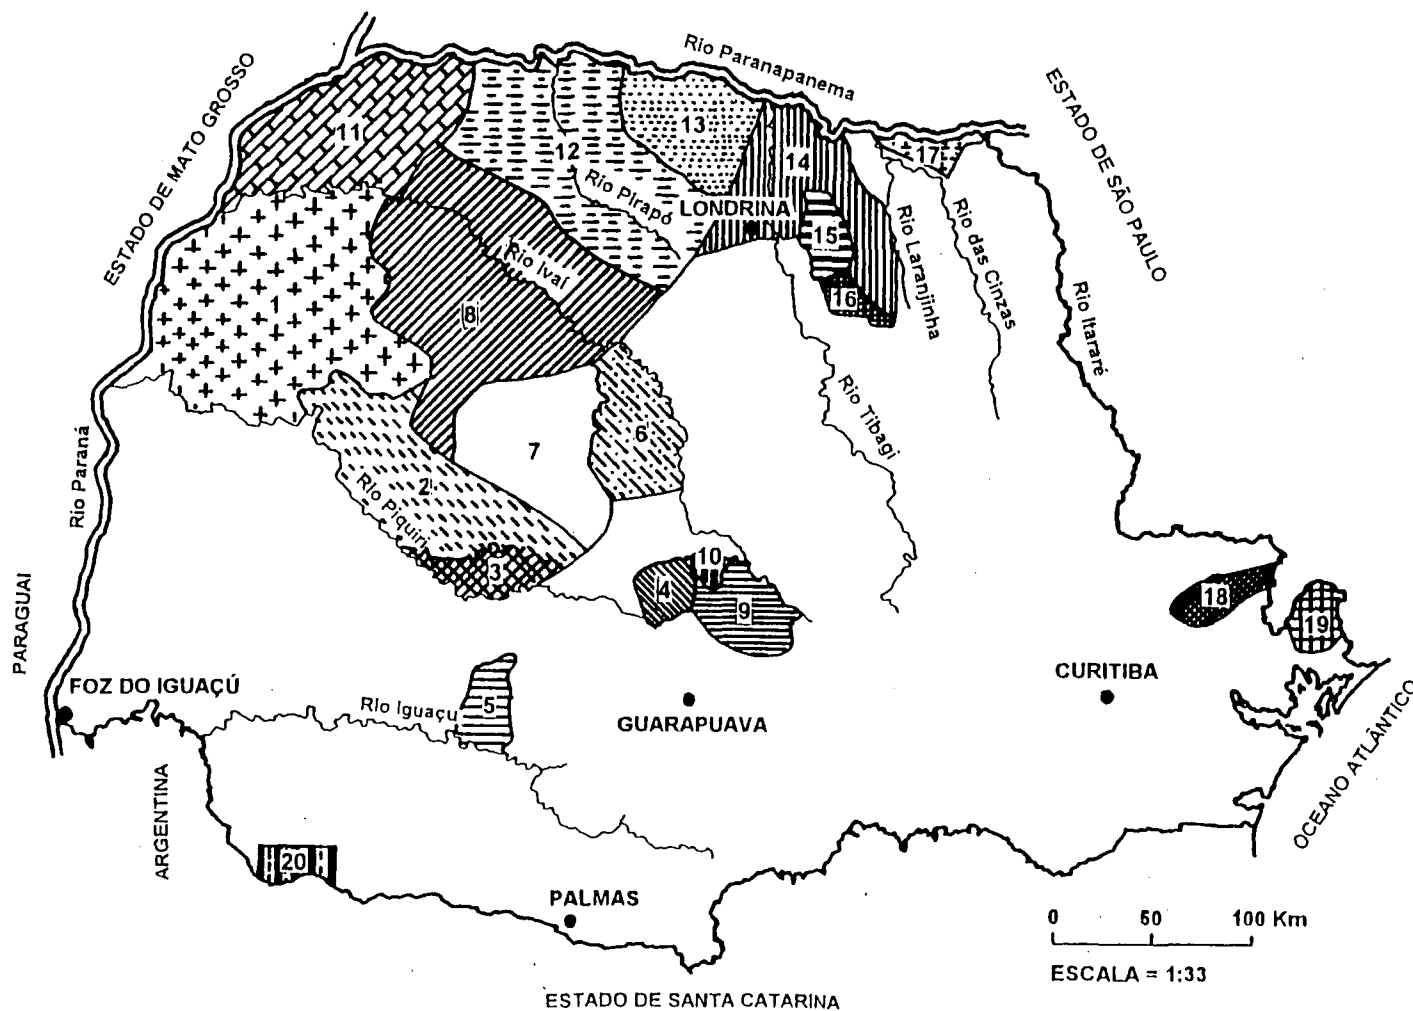 Rio Paranapanema
ESTADO DE MATO GROSSO
ESTADO DE SÃO PAULO
11
12
13
14
17
Rio Pirapó
LONDRINA
15
16
Rio Laranjinha
Rio das Cinzas
Rio Itararé
1
8
Rio Ivaí
Rio Tibagi
6
7
2
Rio Piquiri
Rio Paraná
3
4
10
9
18
19
PARAGUAI
FOZ DO IGUAÇÚ
Rio Iguaçu
5
GUARAPUAVA
CURITIBA
OCEANO ATLÂNTICO
ARGENTINA
20
PALMAS
0 50 100 Km
ESCALA = 1:33
ESTADO DE SANTA CATARINA